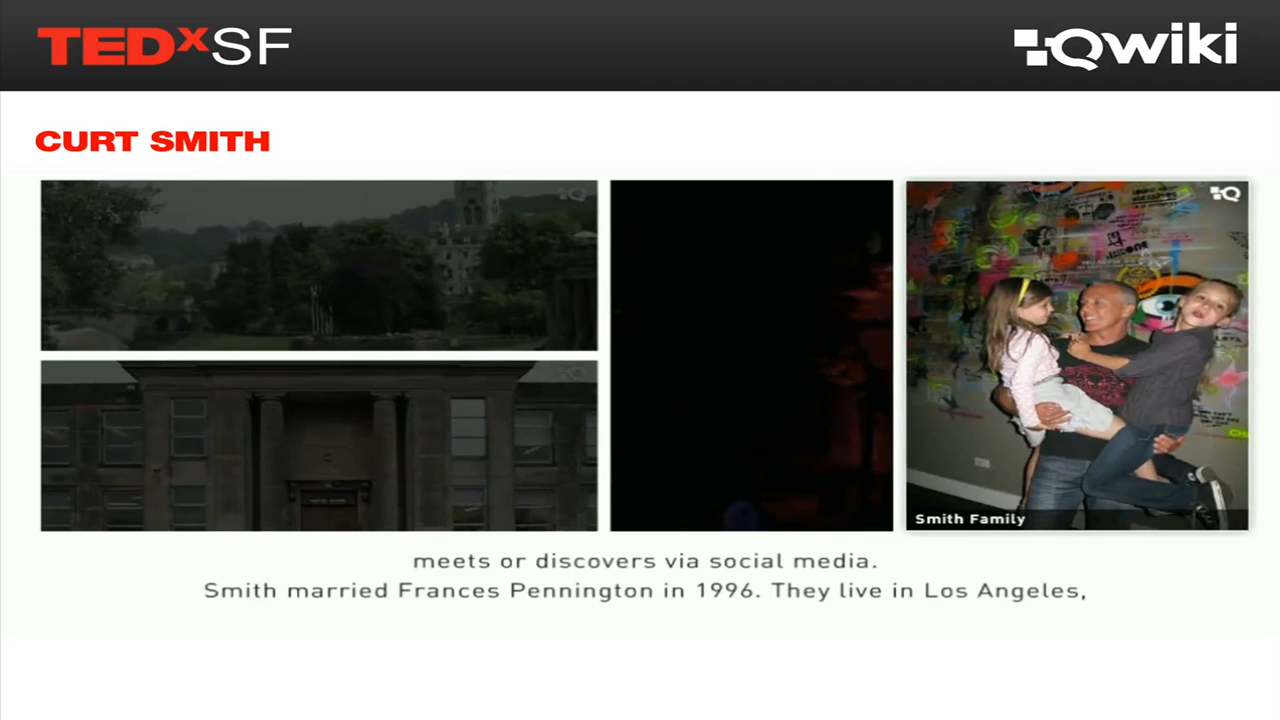 TEDxSF
Qwiki
CURT SMITH
Smith Family
meets or discovers via social media.
Smith married Frances Pennington in 1996. They live in Los Angeles,